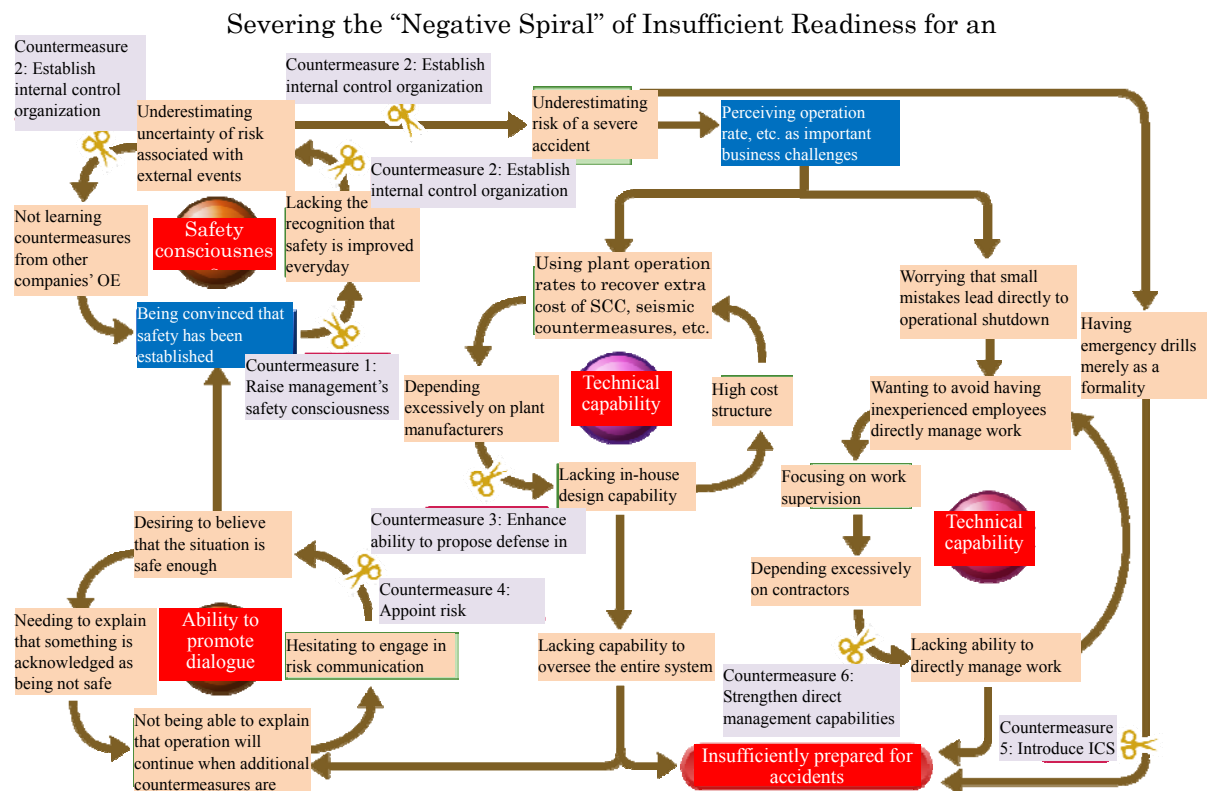 Severing the “Negative Spiral” of Insufficient Readiness for an
Countermeasure
2: Establish
internal control
organization
Countermeasure 2: Establish
internal control organization
Underestimating
uncertainty of risk
associated with
external events
Underestimating
risk of a severe
accident
Perceiving operation
rate, etc. as important
business challenges
Countermeasure 2: Establish
internal control organization
Not learning
countermeasures
from other
companies’ OE
Safety
consciousnes
Lacking the
recognition that
safety is improved
everyday
Being convinced that
safety has been
established
Countermeasure 1:
Raise management’s
safety consciousness
Using plant operation
rates to recover extra
cost of SCC, seismic
countermeasures, etc.
Worrying that small
mistakes lead directly to
operational shutdown
Having
emergency drills
merely as a
formality
Depending
excessively on plant
manufacturers
Technical
capability
High cost
structure
Wanting to avoid having
inexperienced employees
directly manage work
Lacking in-house
design capability
Focusing on work
supervision
Countermeasure 3: Enhance
ability to propose defense in
Technical
capability
Desiring to believe
that the situation is
safe enough
Depending excessively
on contractors
Countermeasure 4:
Appoint risk
Needing to explain
that something is
acknowledged as
being not safe
Ability to
promote
dialogue
Hesitating to engage in
risk communication
Lacking capability to
oversee the entire system
Lacking ability to
directly manage work
Countermeasure 6:
Strengthen direct
management capabilities
Not being able to explain
that operation will
continue when additional
countermeasures are
Countermeasure
5: Introduce ICS
Insufficiently prepared for
accidents